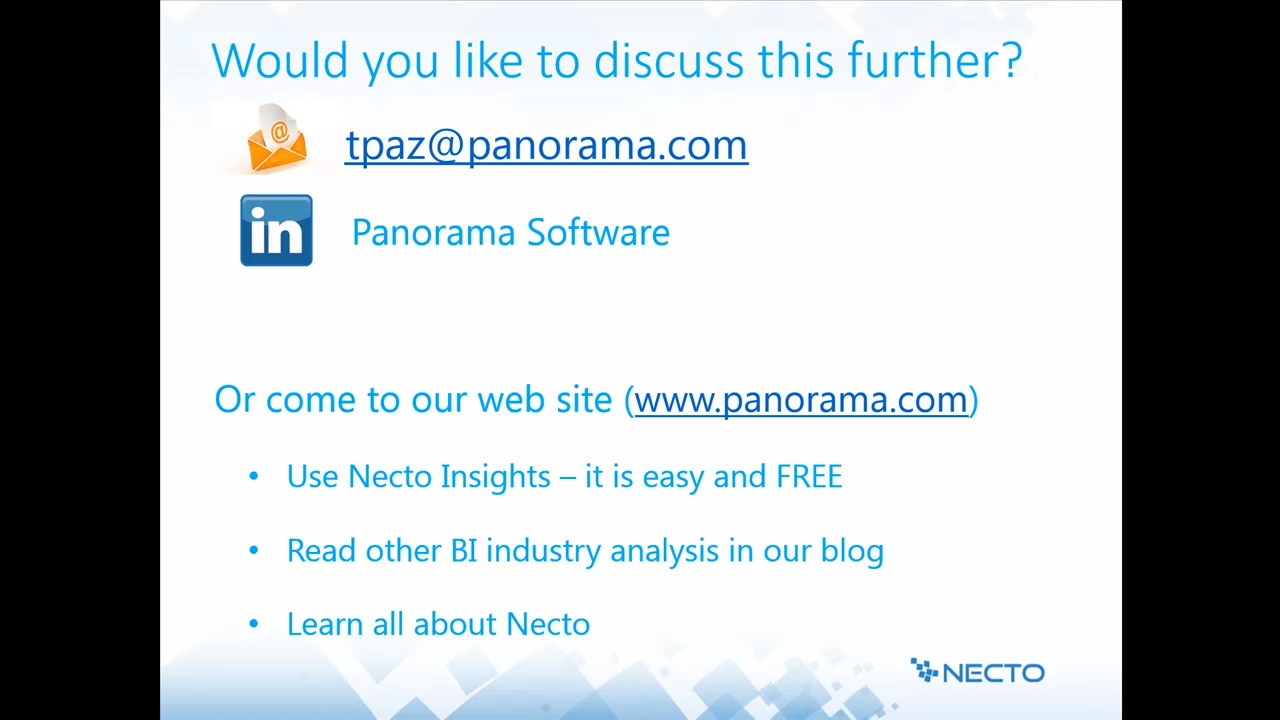 Would you like to discuss this further?
@
tpaz@panorama.com
in
Panorama Software
Or come to our web site (www.panorama.com)
• Use Necto Insights – it is easy and FREE
• Read other BI industry analysis in our blog
• Learn all about Necto
NECTO